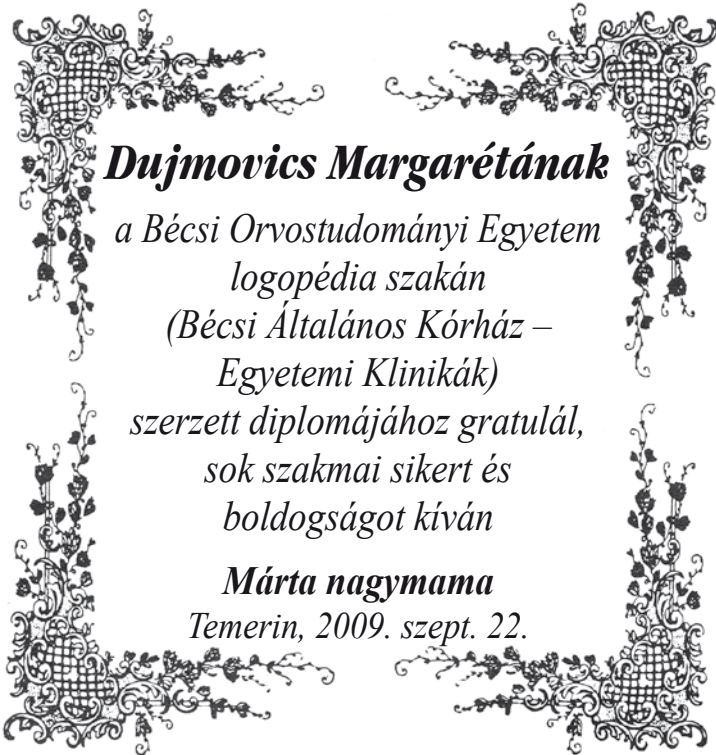 Dujmovics Margarétának
a Bécsi Orvostudományi Egyetem
logopédia szakán
(Bécsi Általános Kórház –
Egyetemi Klinikák)
szerzett diplomájához gratulál,
sok szakmai sikert és
boldogságot kíván
Márta nagymama
Temerin, 2009. szept. 22.